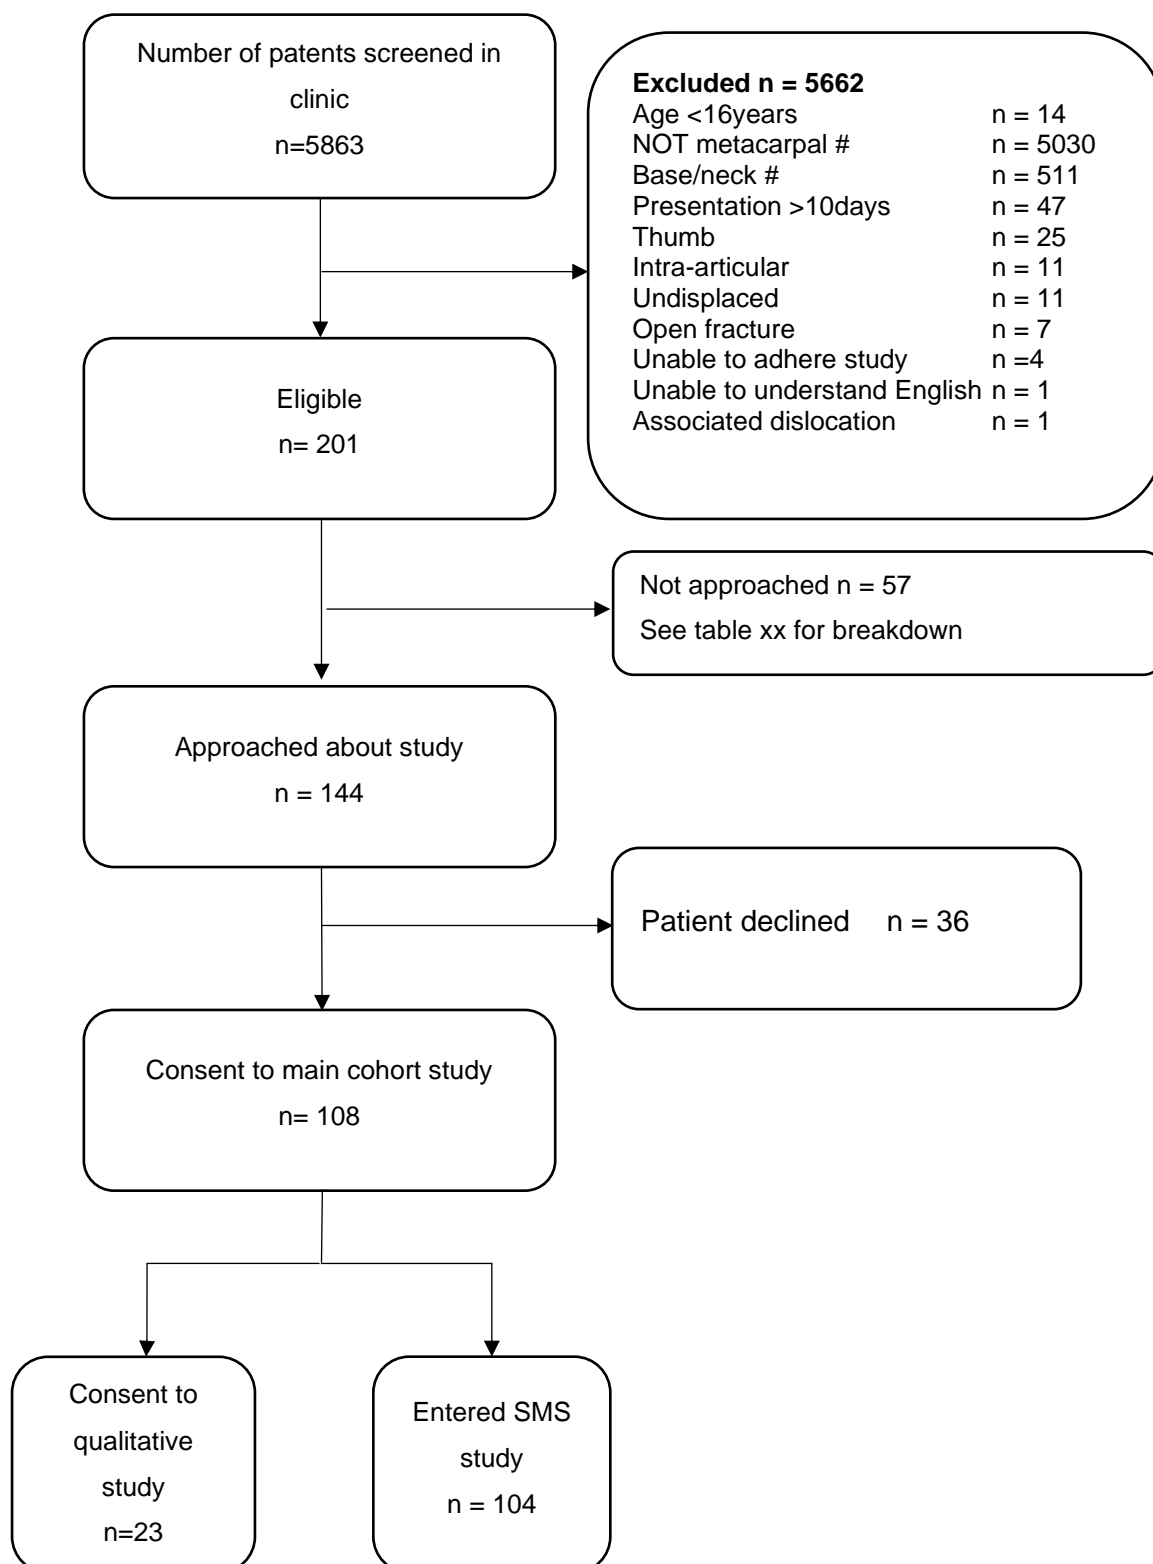 Number of patents screened in
clinic
n=5863
Excluded n = 5662
Age <16years n = 14
NOT metacarpal # n = 5030
Base/neck # n = 511
Presentation >10days n = 47
Thumb n = 25
Intra-articular n = 11
Undisplaced n = 11
Open fracture n = 7
Unable to adhere study n =4
Unable to understand English n = 1
Associated dislocation n = 1
Eligible
n= 201
Not approached n = 57
See table xx for breakdown
Approached about study
n = 144
Patient declined n = 36
Consent to main cohort study
n= 108
Consent to
qualitative
study
n=23
Entered SMS
study
n = 104